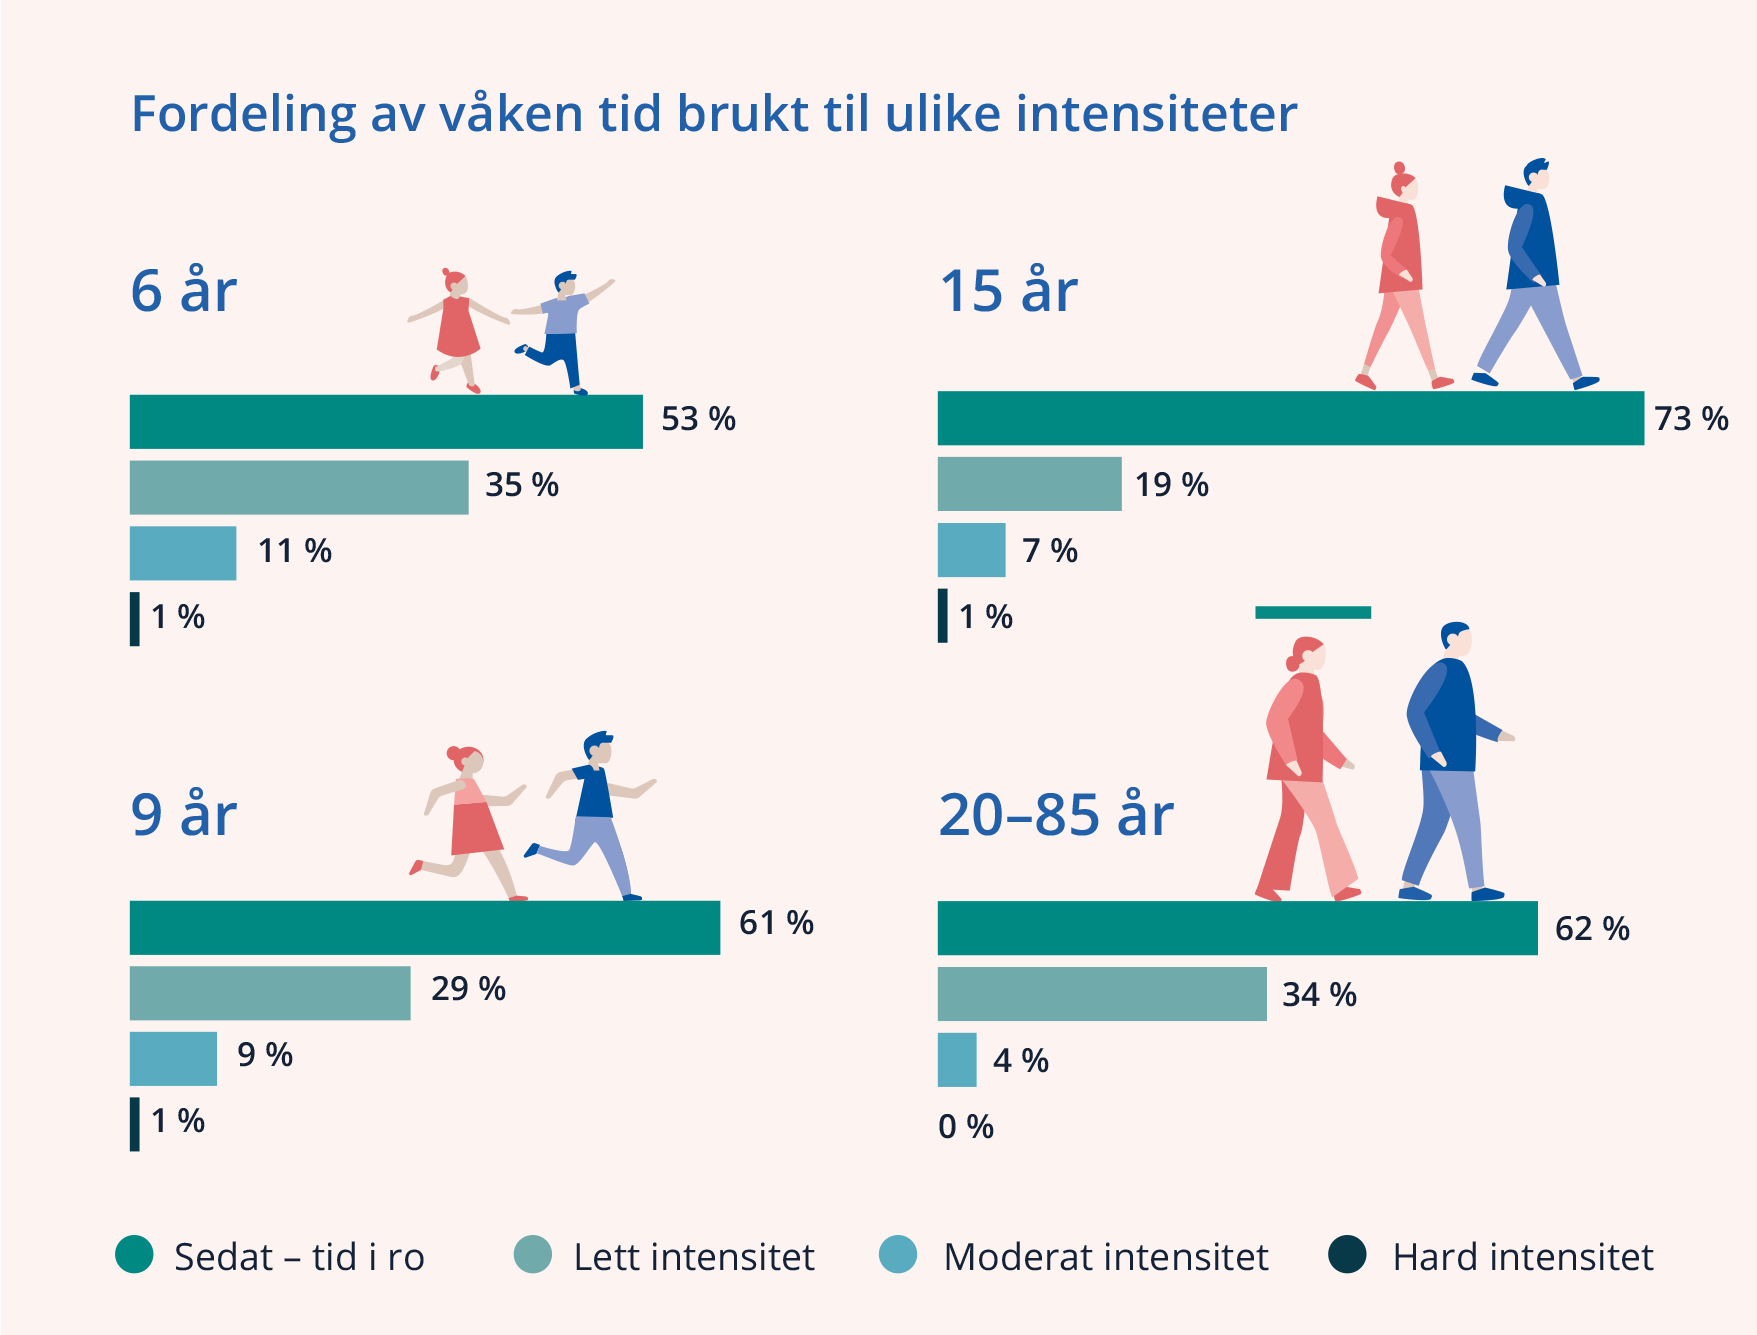 Fordeling av våken tid brukt til ulike intensiteter
6 år
53 %
35 %
11 %
1 %
15 år
73 %
19 %
7 %
1 %
9 år
61 %
29 %
9 %
1 %
20–85 år
62 %
34 %
4 %
0 %
Sedat – tid i ro
Lett intensitet
Moderat intensitet
Hard intensitet